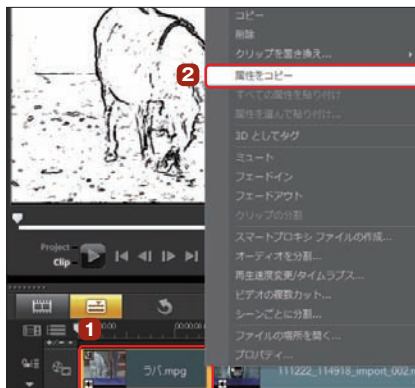 コピー
削除
クリップを置き換え...
2
属性をコピー
すべての属性を貼り付け
属性を選んで貼り付け...
3D としてタグ
ミュート
フェードイン
フェードアウト
クリップの分割
スマートプロキシ ファイルの作成...
オーディオを分割...
再生速度変更/タイムラプス...
ビデオの複数カット...
シーンごとに分割...
ファイルの場所を開く...
プロパティ...
Project
Clip
1
ラバ.mpg
111222_114918_import_002.m